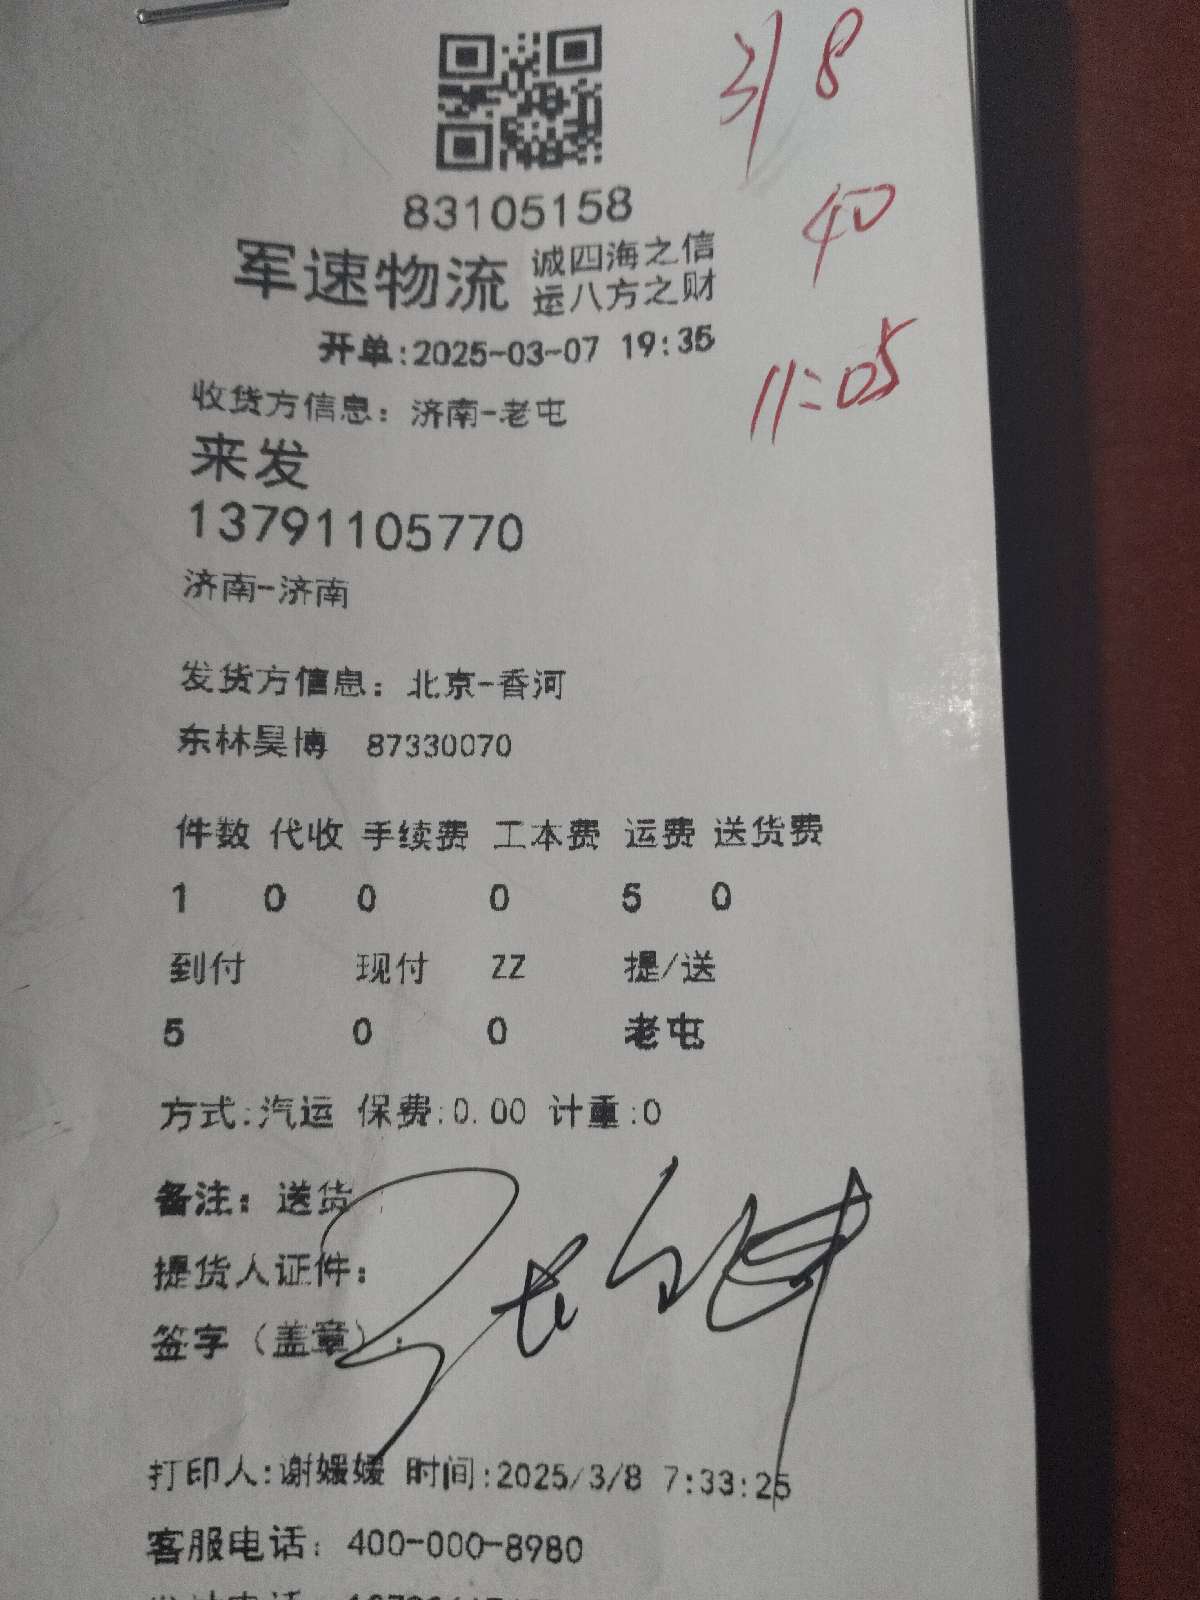 3/8
83105158
40
军速物流 诚四海之信
运八方之财
开单:2025-03-07 19:35
11:05
收货方信息: 济南-老屯
来发
13791105770
济南-济南
发货方信息: 北京-香河
东林昊博 87330070
件数 代收 手续费 工本费 运费 送货费
1 0 0 0 5 0
到付 现付 ZZ 提/送
5 0 0 老屯
方式:汽运 保费:0.00 计重:0
备注: 送货
提货人证件:
签字(盖章):
打印人:谢媛媛 时间:2025/3/8 7:33:25
客服电话: 400-000-8980